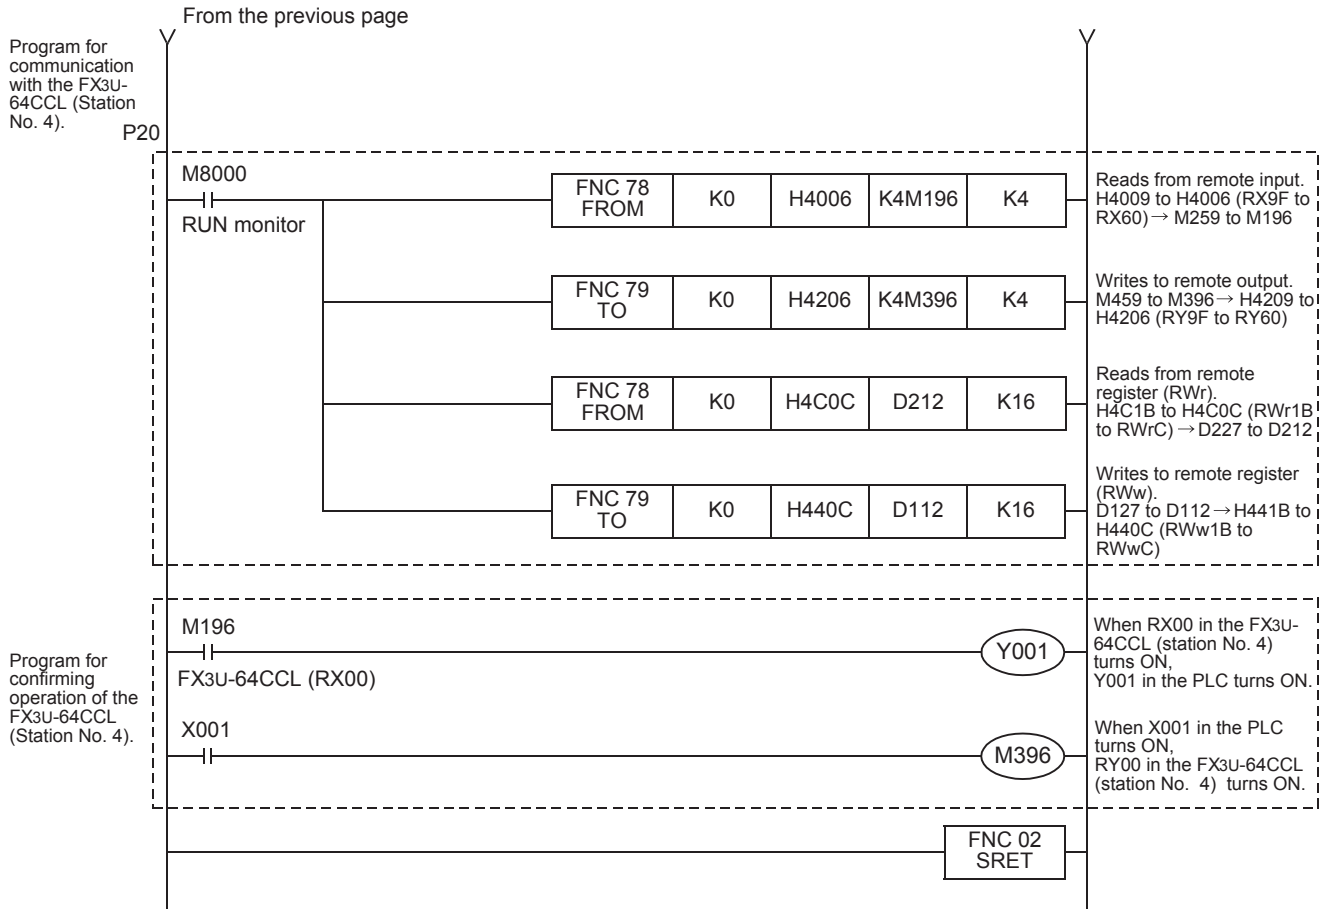 From the previous page
Program for
communication
with the FX3U-
64CCL (Station
No. 4).
P20
M8000
RUN monitor
FNC 78
FROM
K0
H4006
K4M196
K4
Reads from remote input.
H4009 to H4006 (RX9F to
RX60)→ M259 to M196
FNC 79
TO
K0
H4206
K4M396
K4
Writes to remote output.
M459 to M396→ H4209 to
H4206 (RY9F to RY60)
FNC 78
FROM
K0
H4C0C
D212
K16
Reads from remote
register (RWr).
H4C1B to H4C0C (RWr1B
to RWrC) →D227 to D212
FNC 79
TO
K0
H440C
D112
K16
Writes to remote register
(RWw).
D127 to D112→H441B to
H440C (RWw1B to
RWwC)
Program for
confirming
operation of the
FX3U-64CCL
(Station No. 4).
M196
FX3U-64CCL (RX00)
Y001
When RX00 in the FX3U-
64CCL (station No. 4)
turns ON,
Y001 in the PLC turns ON.
X001
M396
When X001 in the PLC
turns ON,
RY00 in the FX3U-64CCL
(station No. 4) turns ON.
FNC 02
SRET